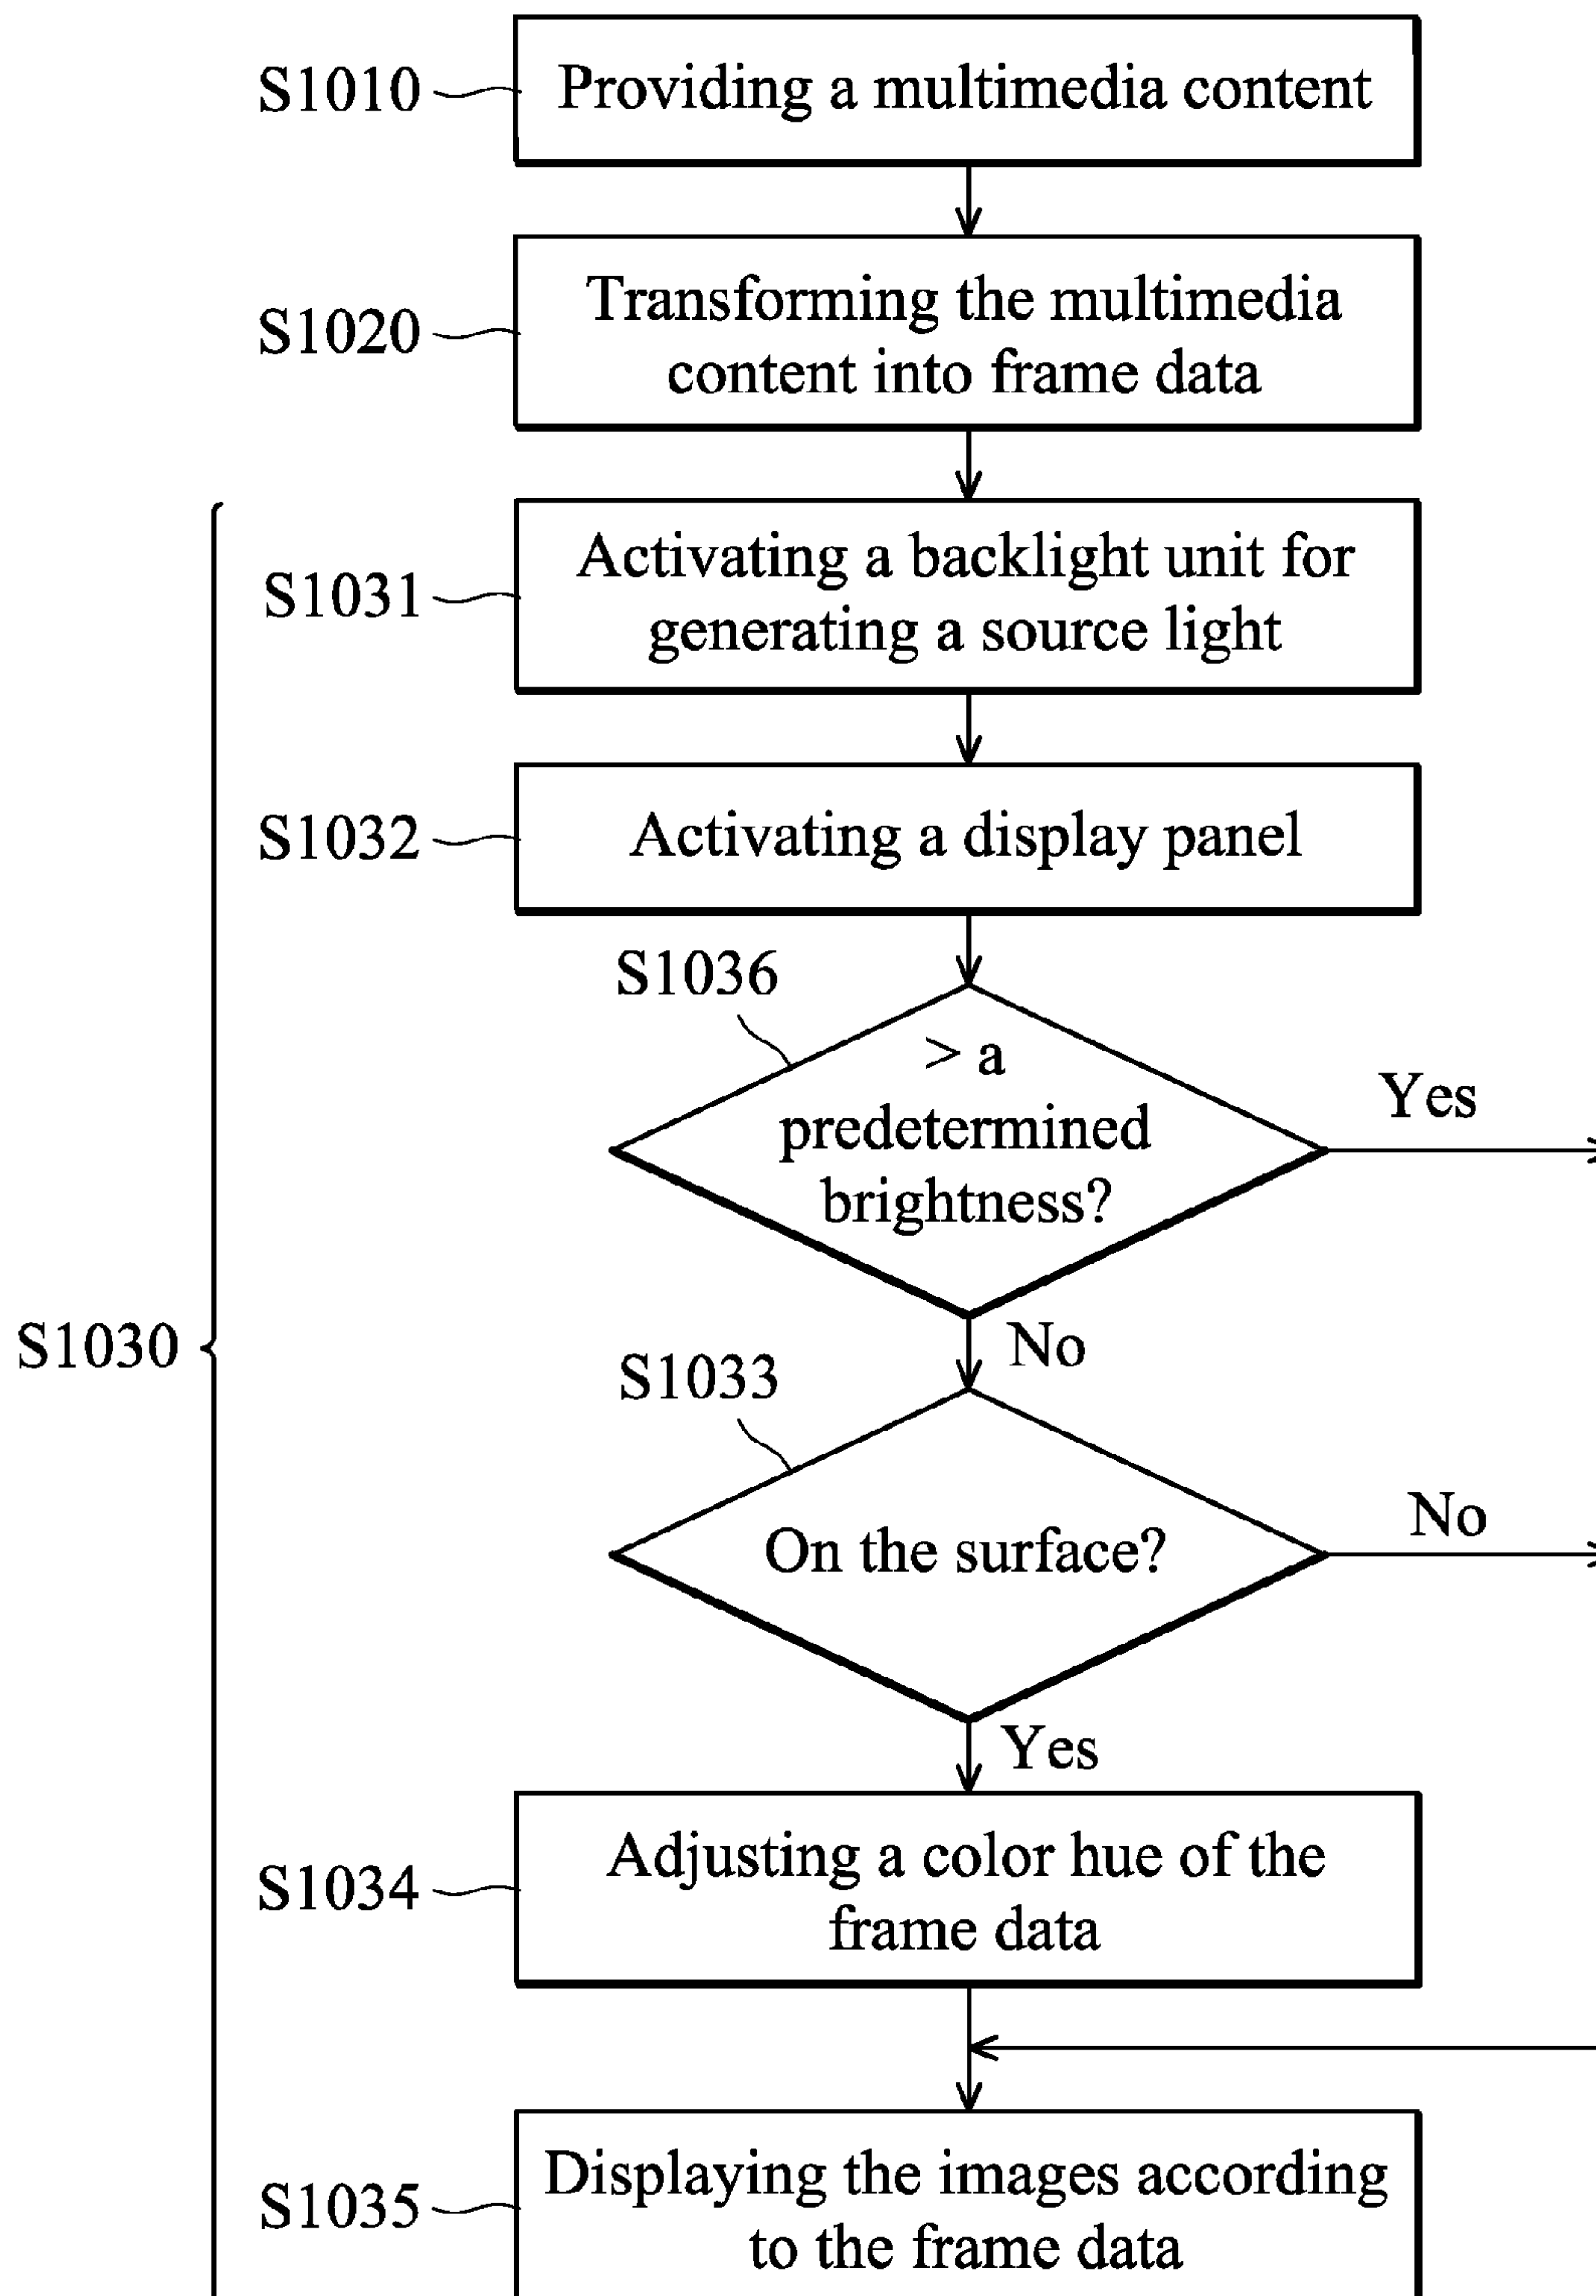 S1010
Providing a multimedia content
S1020
Transforming the multimedia
content into frame data
S1031
Activating a backlight unit for
generating a source light
S1032
Activating a display panel
S1036
> a
predetermined
brightness?
Yes
No
S1030
S1033
On the surface?
No
Yes
S1034
Adjusting a color hue of the
frame data
S1035
Displaying the images according
to the frame data